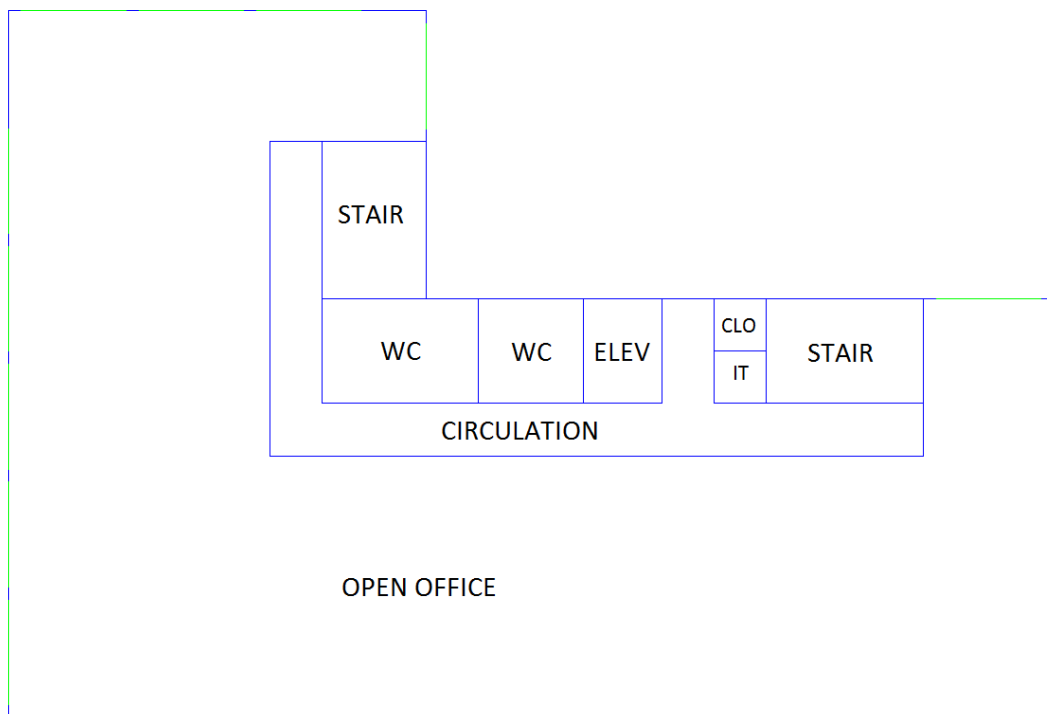 STAIR
WC
WC
ELEV
CLO
IT
STAIR
CIRCULATION
OPEN OFFICE